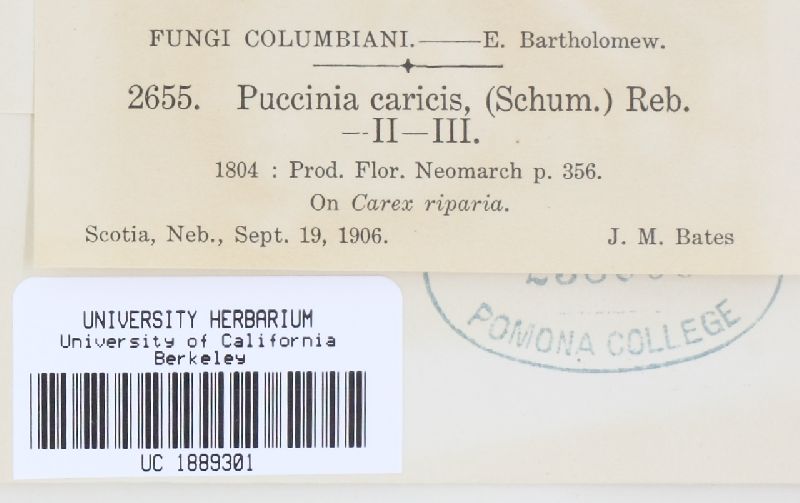 FUNGI COLUMBIANI.——E. Bartholomew.
2655. Puccinia caricis, (Schum.) Reb.
—II—III.
1804 : Prod. Flor. Neomarch p. 356.
On Carex riparia.
Scotia, Neb., Sept. 19, 1906. J. M. Bates
POMONA COLLEGE
UNIVERSITY HERBARIUM
University of California
Berkeley
UC 1889301